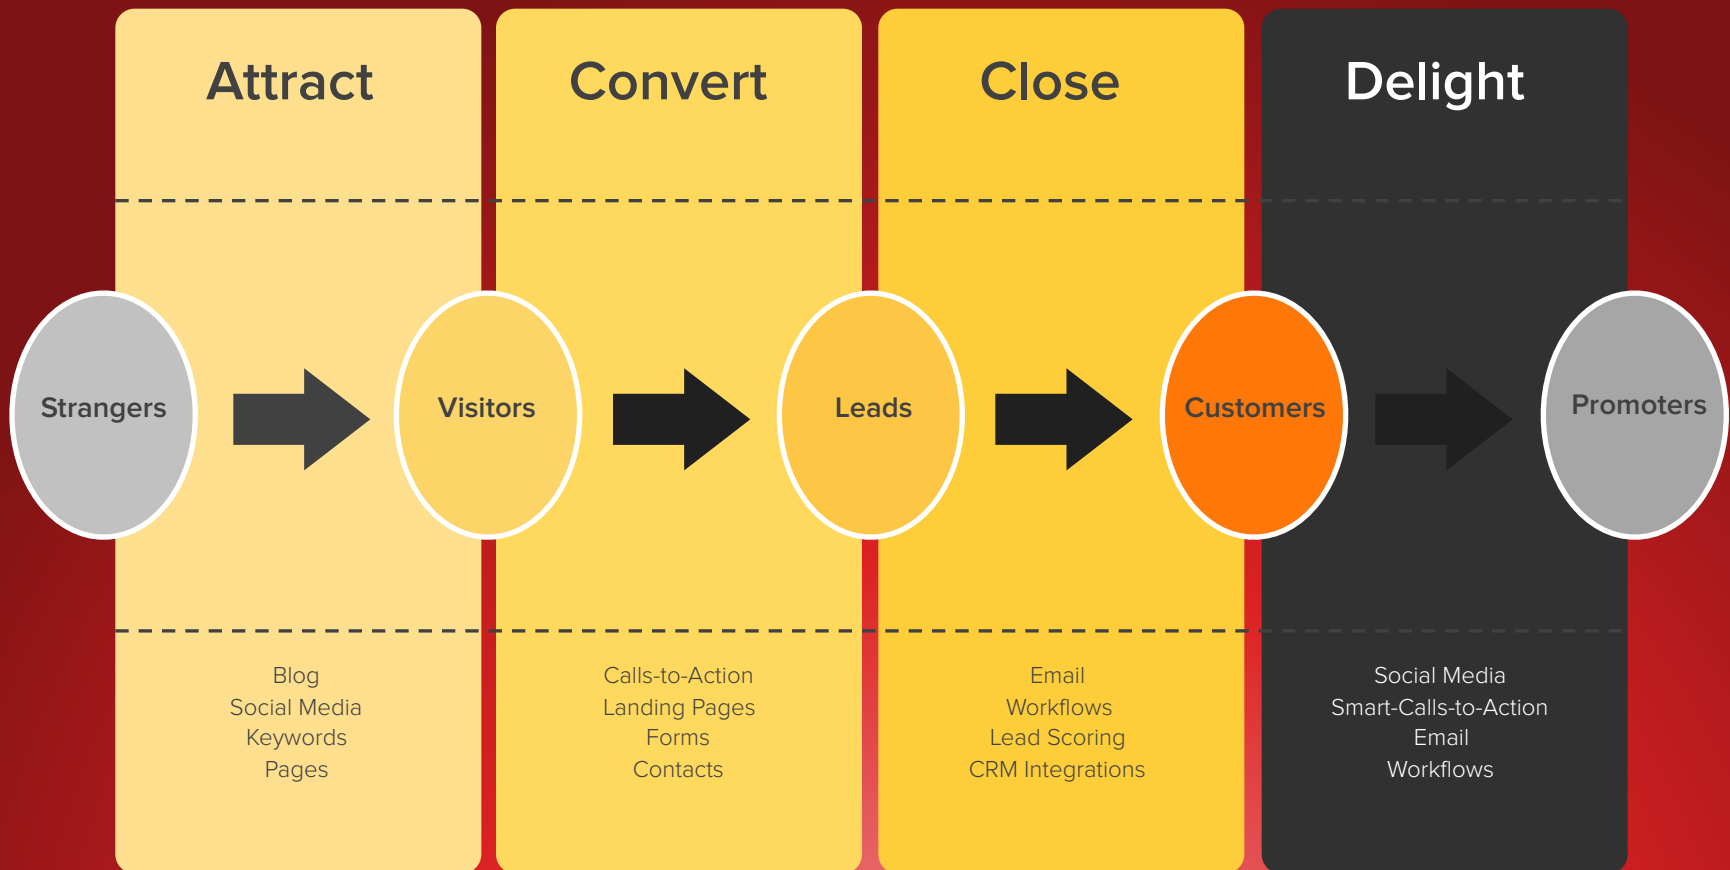 Attract
Convert
Close
Delight
Strangers
Visitors
Leads
Customers
Promoters
Blog
Social Media
Keywords
Pages
Calls-to-Action
Landing Pages
Forms
Contacts
Email
Workflows
Lead Scoring
CRM Integrations
Social Media
Smart-Calls-to-Action
Email
Workflows